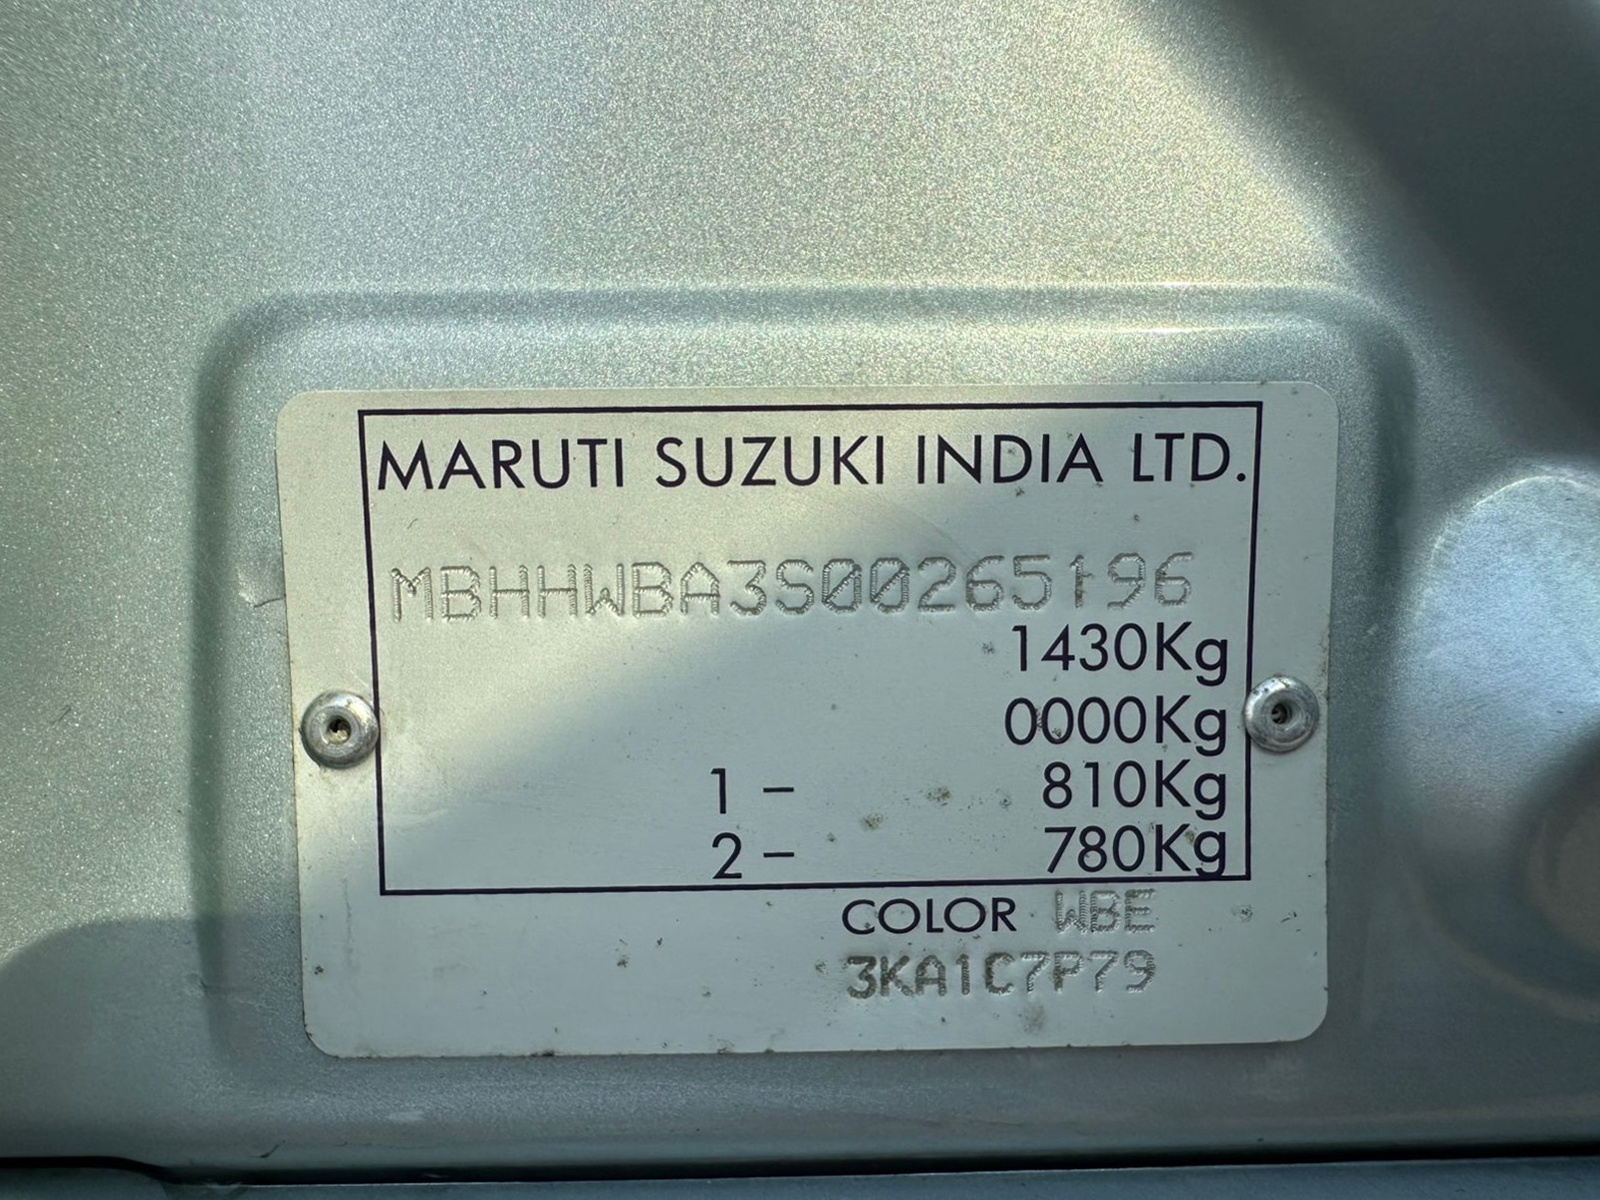 MARUTI SUZUKI INDIA LTD.
MBHHWBA3S00265196
1430Kg
0000Kg
1 – 810Kg
2 – 780Kg
COLOR WBE
3KA1C7P79